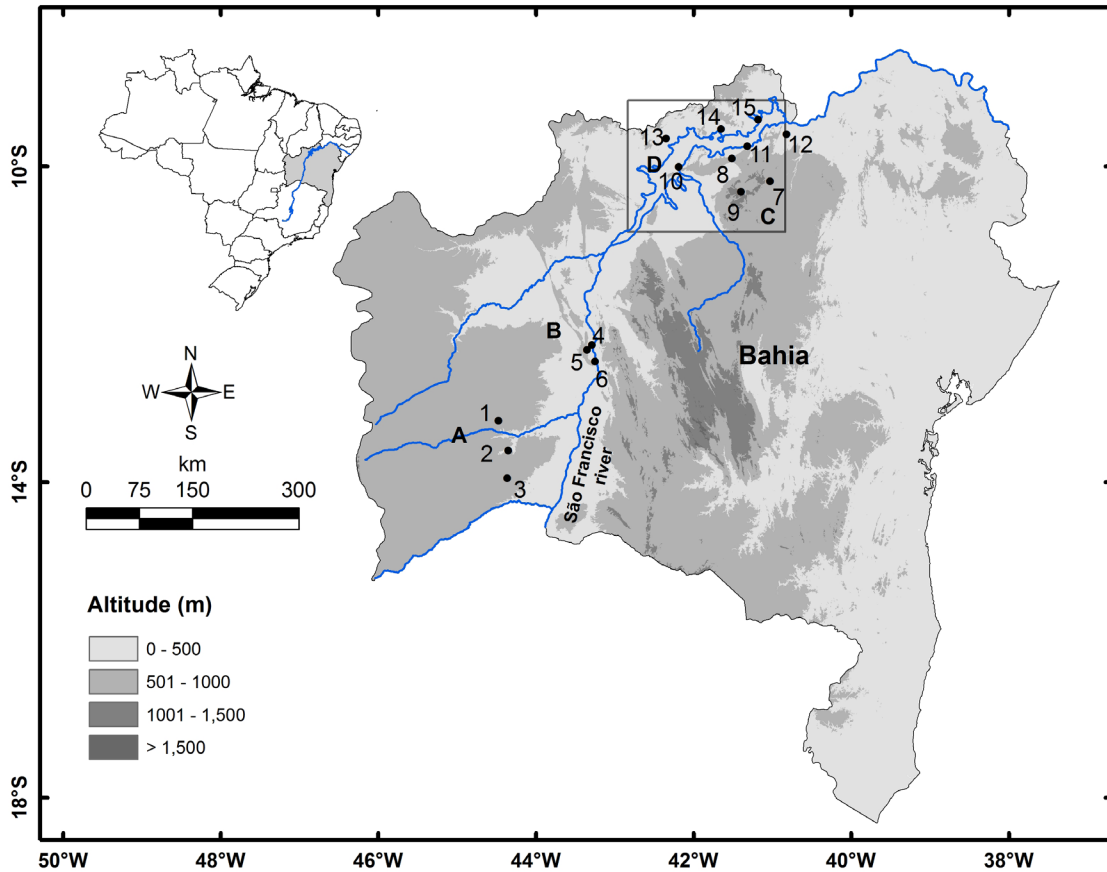 15
14
13
12
11
10°S
D
8
10
7
9
C
B
4
5
Bahia
6
N
W
E
S
1
A
2
São Francisco
river
km
0 75 150 300
3
14°S
Altitude (m)
0 - 500
501 - 1000
1001 - 1,500
> 1,500
18°S
50°W 48°W 46°W 44°W 42°W 40°W 38°W